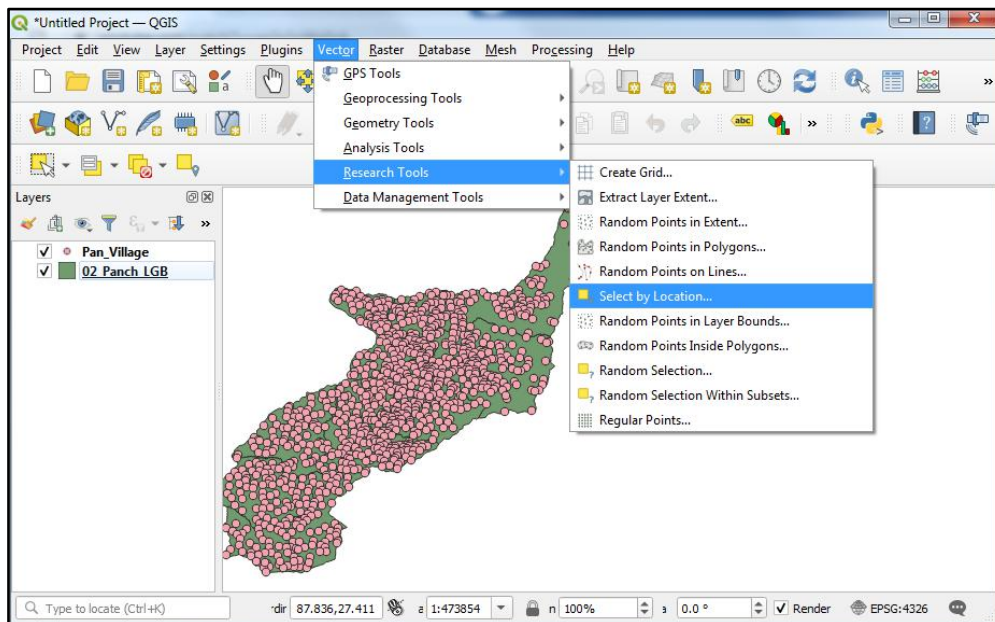 *Untitled Project — QGIS
Project Edit View Layer Settings Plugins Vector Raster Database Mesh Processing Help
GPS Tools
Geoprocessing Tools
Geometry Tools
Analysis Tools
Research Tools
Data Management Tools
Create Grid...
Extract Layer Extent...
Random Points in Extent...
Random Points in Polygons...
Random Points on Lines...
Select by Location...
Random Points in Layer Bounds...
Random Points Inside Polygons...
Random Selection...
Random Selection Within Subsets...
Regular Points...
abc
Layers
Pan_Village
02 Panch LGB
Type to locate (Ctrl+K) 87.836,27.411 1:473854 100% 0.0 ° Render EPSG:4326